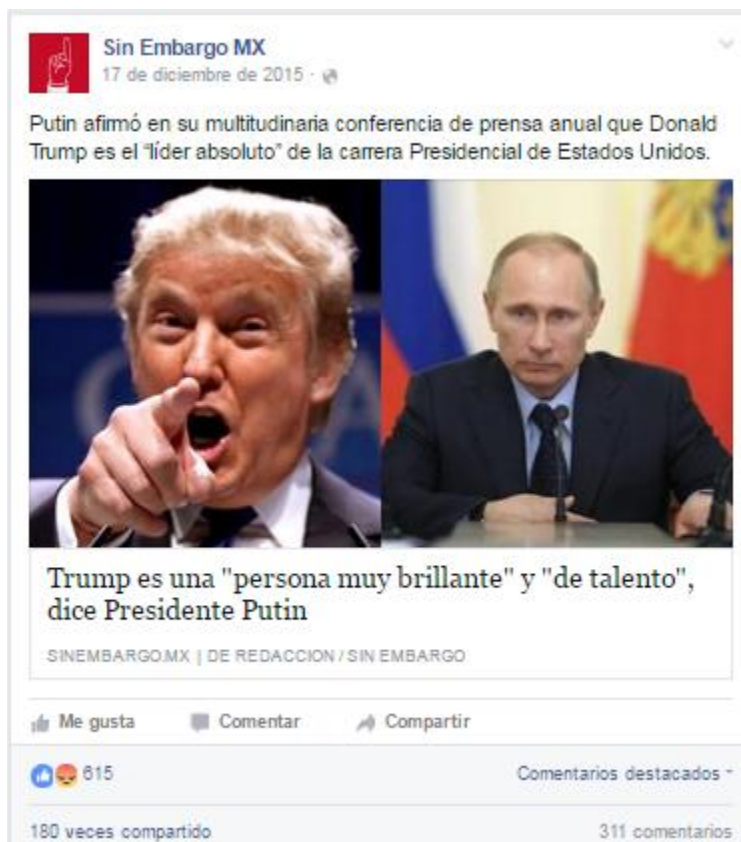 Sin Embargo MX
17 de diciembre de 2015 ·
Putin afirmó en su multitudinaria conferencia de prensa anual que Donald
Trump es el “líder absoluto” de la carrera Presidencial de Estados Unidos.
Trump es una "persona muy brillante" y "de talento",
dice Presidente Putin
SINEMBARGO.MX | DE REDACCION / SIN EMBARGO
Me gusta Comentar Compartir
615 Comentarios destacados
180 veces compartido 311 comentarios